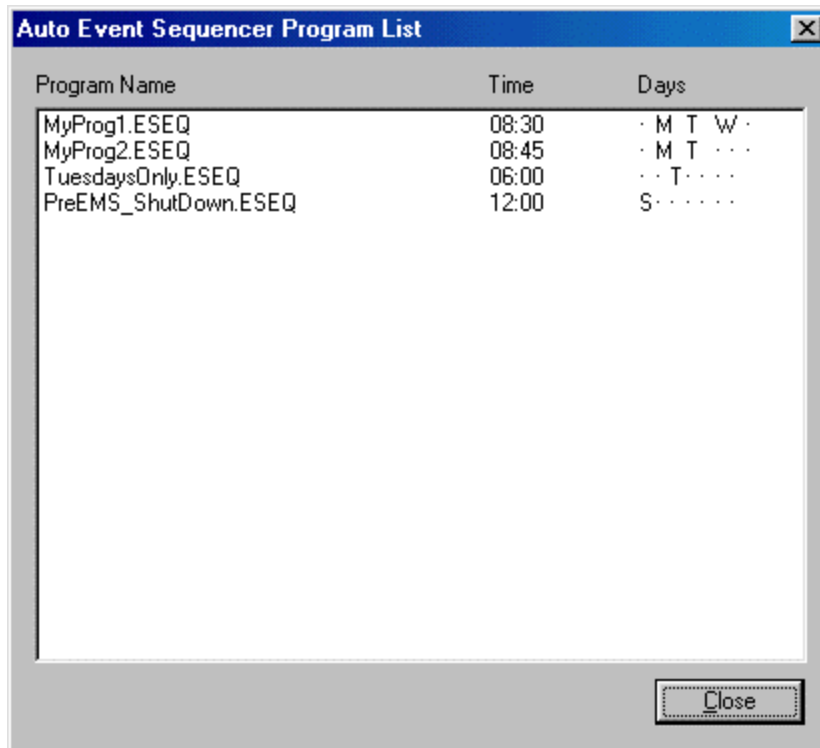 Auto Event Sequencer Program List
Program Name Time Days
MyProg1.ESEQ 08:30 · M T W ·
MyProg2.ESEQ 08:45 · M T · · ·
TuesdaysOnly.ESEQ 06:00 · · T · · · ·
PreEMS_ShutDown.ESEQ 12:00 S · · · · · ·
Close